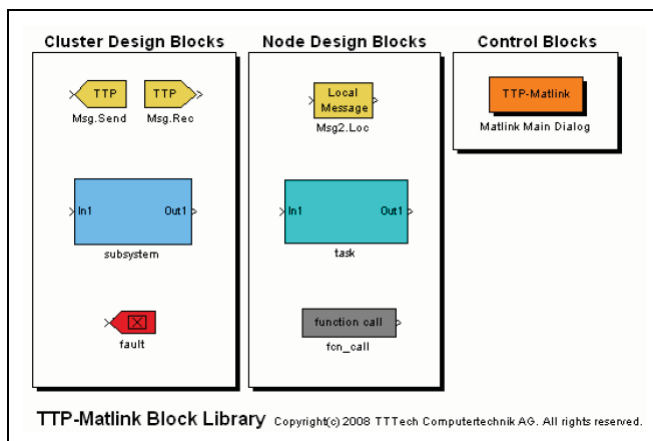 Cluster Design Blocks
TTP TTP
Msg.Send Msg.Rec
In1 Out1
subsystem
fault
Node Design Blocks
Local
Message
Msg2.Loc
In1 Out1
task
function call
fcn_call
Control Blocks
TTP-Matlink
Matlink Main Dialog
TTP-Matlink Block Library Copyright(c) 2008 TTTech Computertechnik AG. All rights reserved.